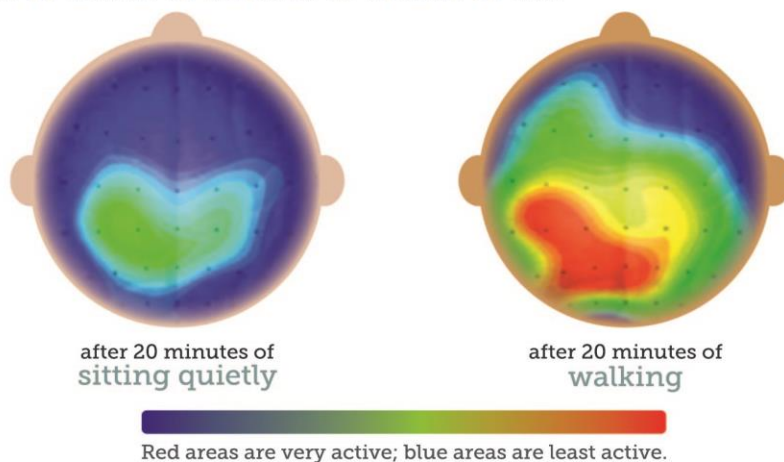 after 20 minutes of
sitting quietly
after 20 minutes of
walking
Red areas are very active; blue areas are least active.